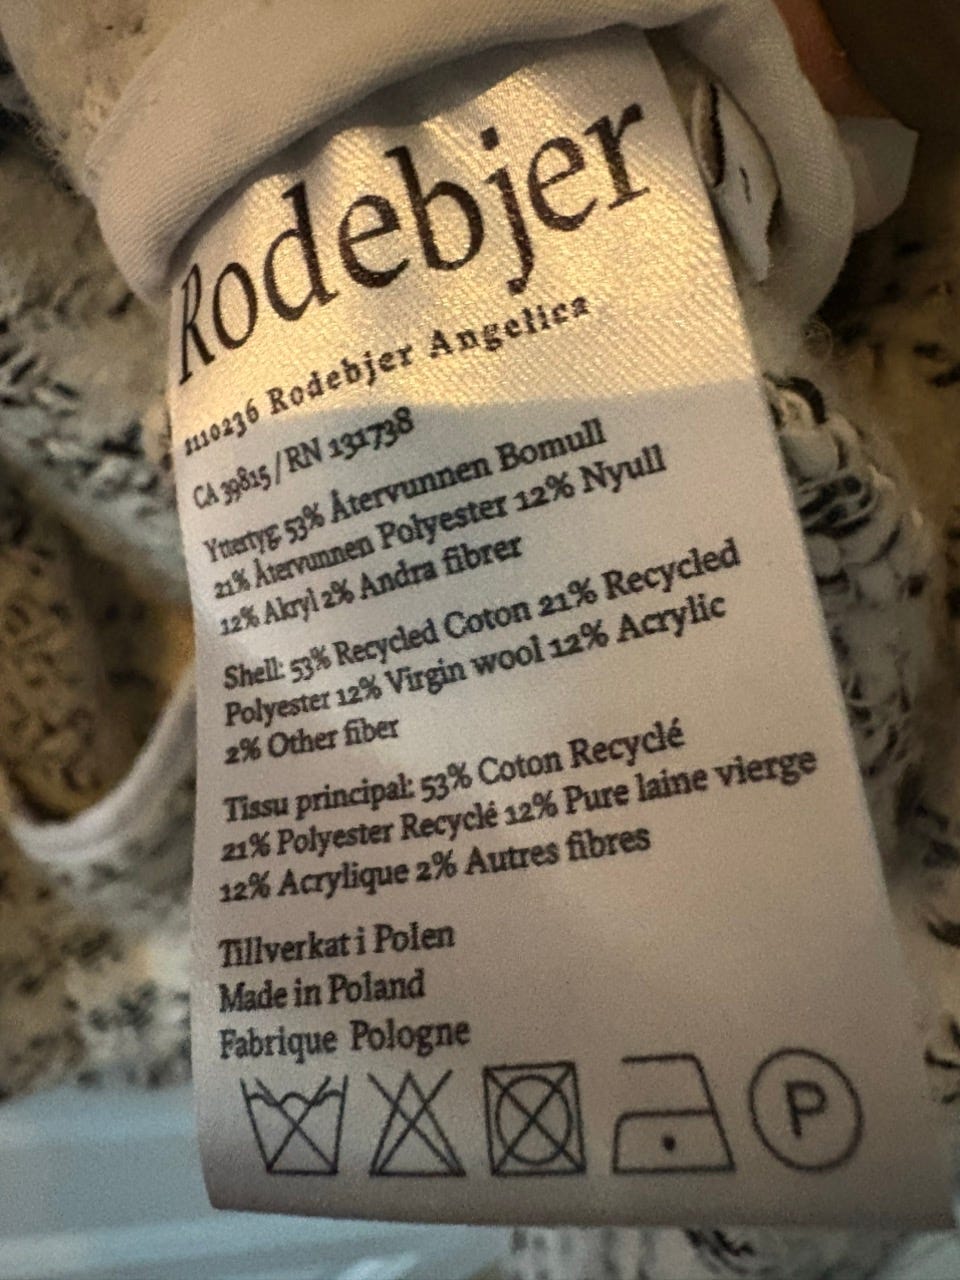 Rodebjer
1110236 Rodebjer Angelica
CA 39815 / RN 131738
Yttertyg: 53% Återvunnen Bomull
21% Återvunnen Polyester 12% Nyull
12% Akryl 2% Andra fibrer
Shell: 53% Recycled Coton 21% Recycled
Polyester 12% Virgin wool 12% Acrylic
2% Other fiber
Tissu principal: 53% Coton Recyclé
21% Polyester Recyclé 12% Pure laine vierge
12% Acrylique 2% Autres fibres
Tillverkat i Polen
Made in Poland
Fabrique Pologne
P